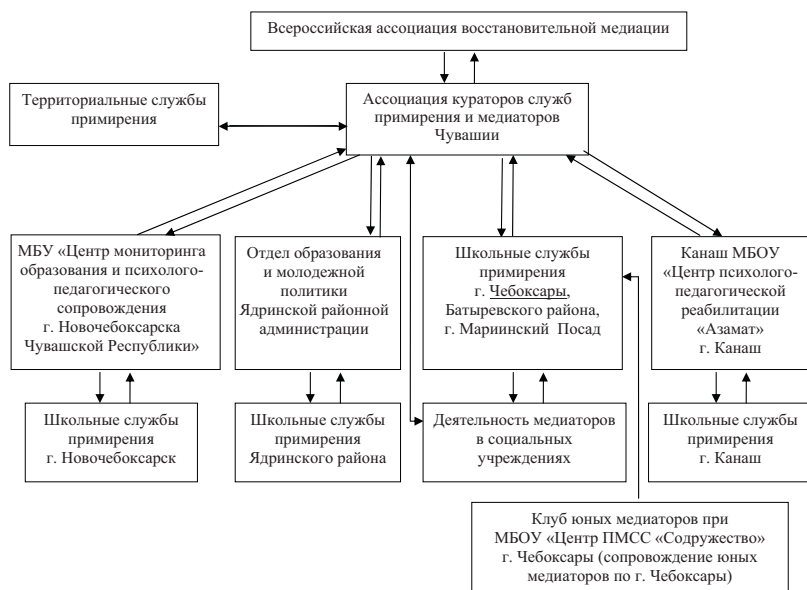 Всероссийская ассоциация восстановительной медиации
Территориальные службы
примирения
Ассоциация кураторов служб
примирения и медиаторов
Чувашии
МБУ «Центр мониторинга
образования и психолого-
педагогического
сопровождения
г. Новочебоксарска
Чувашской Республики»
Отдел образования
и молодежной
политики
Ядринской районной
администрации
Школьные службы
примирения
г. Чебоксары,
Батыревского района,
г. Мариинский Посад
Канаш МБОУ
«Центр психолого-
педагогической
реабилитации
«Азамат»
г. Канаш
Школьные службы
примирения
г. Новочебоксарск
Школьные службы
примирения
Ядринского района
Деятельность медиаторов
в социальных
учреждениях
Школьные службы
примирения
г. Канаш
Клуб юных медиаторов при
МБОУ «Центр ПМСС «Содружество»
г. Чебоксары (сопровождение юных
медиаторов по г. Чебоксары)